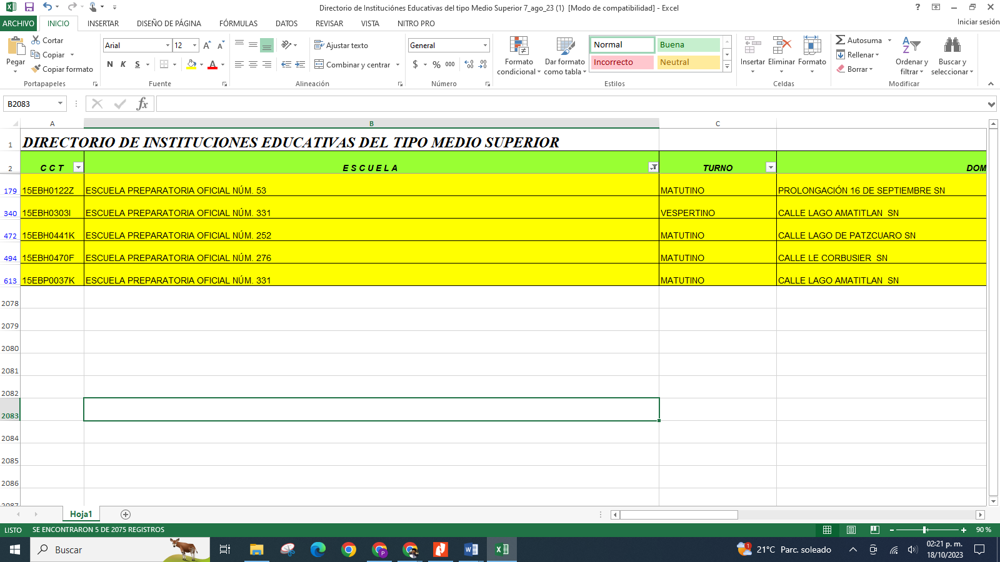 Directorio de Instituciónes Educativas del tipo Medio Superior 7_ago_23 (1) [Modo de compatibilidad] - Excel
ARCHIVO INICIO INSERTAR DISEÑO DE PÁGINA FÓRMULAS DATOS REVISAR VISTA NITRO PRO Iniciar sesión
Pegar
Cortar
Copiar
Copiar formato
Portapapeles
Arial 12
N K S
Fuente
Ajustar texto
Combinar y centrar
Alineación
General
$ % 000
Número
Formato condicional
Dar formato como tabla
Normal Buena
Incorrecto Neutral
Estilos
Insertar Eliminar Formato
Celdas
Autosuma
Rellenar
Borrar
Ordenar y filtrar
Buscar y seleccionar
Modificar
B2083 fx
A B C
1 DIRECTORIO DE INSTITUCIONES EDUCATIVAS DEL TIPO MEDIO SUPERIOR
2 C C T E S C U E L A TURNO DOM
179 15EBH0122Z ESCUELA PREPARATORIA OFICIAL NÚM. 53 MATUTINO PROLONGACIÓN 16 DE SEPTIEMBRE SN
340 15EBH0303I ESCUELA PREPARATORIA OFICIAL NÚM. 331 VESPERTINO CALLE LAGO AMATITLAN SN
472 15EBH0441K ESCUELA PREPARATORIA OFICIAL NÚM. 252 MATUTINO CALLE LAGO DE PATZCUARO SN
494 15EBH0470F ESCUELA PREPARATORIA OFICIAL NÚM. 276 MATUTINO CALLE LE CORBUSIER SN
613 15EBP0037K ESCUELA PREPARATORIA OFICIAL NÚM. 331 MATUTINO CALLE LAGO AMATITLAN SN
2078
2079
2080
2081
2082
2083
2084
2085
2086
2087
Hoja1
LISTO SE ENCONTRARON 5 DE 2075 REGISTROS 90 %
Buscar
21°C Parc. soleado
02:21 p. m.
18/10/2023